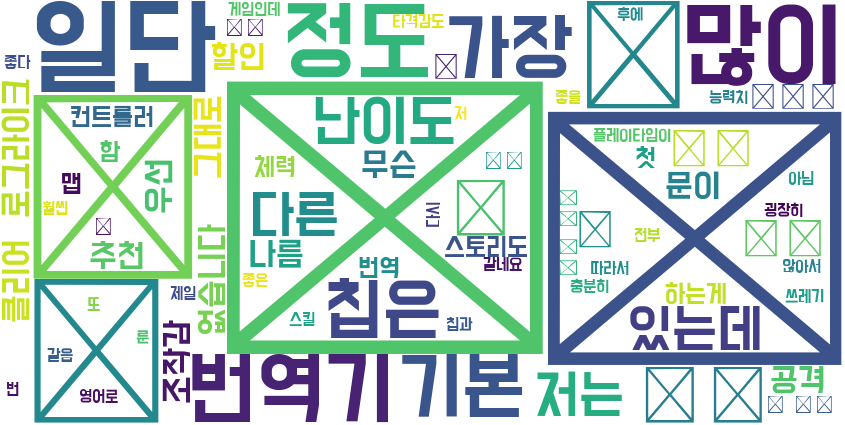 게임인데
타격감도
후에
일단
정도
가장
많이
좋다
할인
좋을
능력치
로그라이크
컨트롤러
그대로
난이도
저
플레이타임이
함
체력
무슨
첫
맵
우선
문이
아님
훨씬
다른
다시
굉장히
추천
나름
스토리도
전부
클리어
없습니다
번역
같네요
따라서
많아서
좋은
충분히
제일
칩은
하는게
쓰레기
또
스킬
칩과
있는데
룬
같음
조작감
번역기
기본
저는
공격
번
영어로